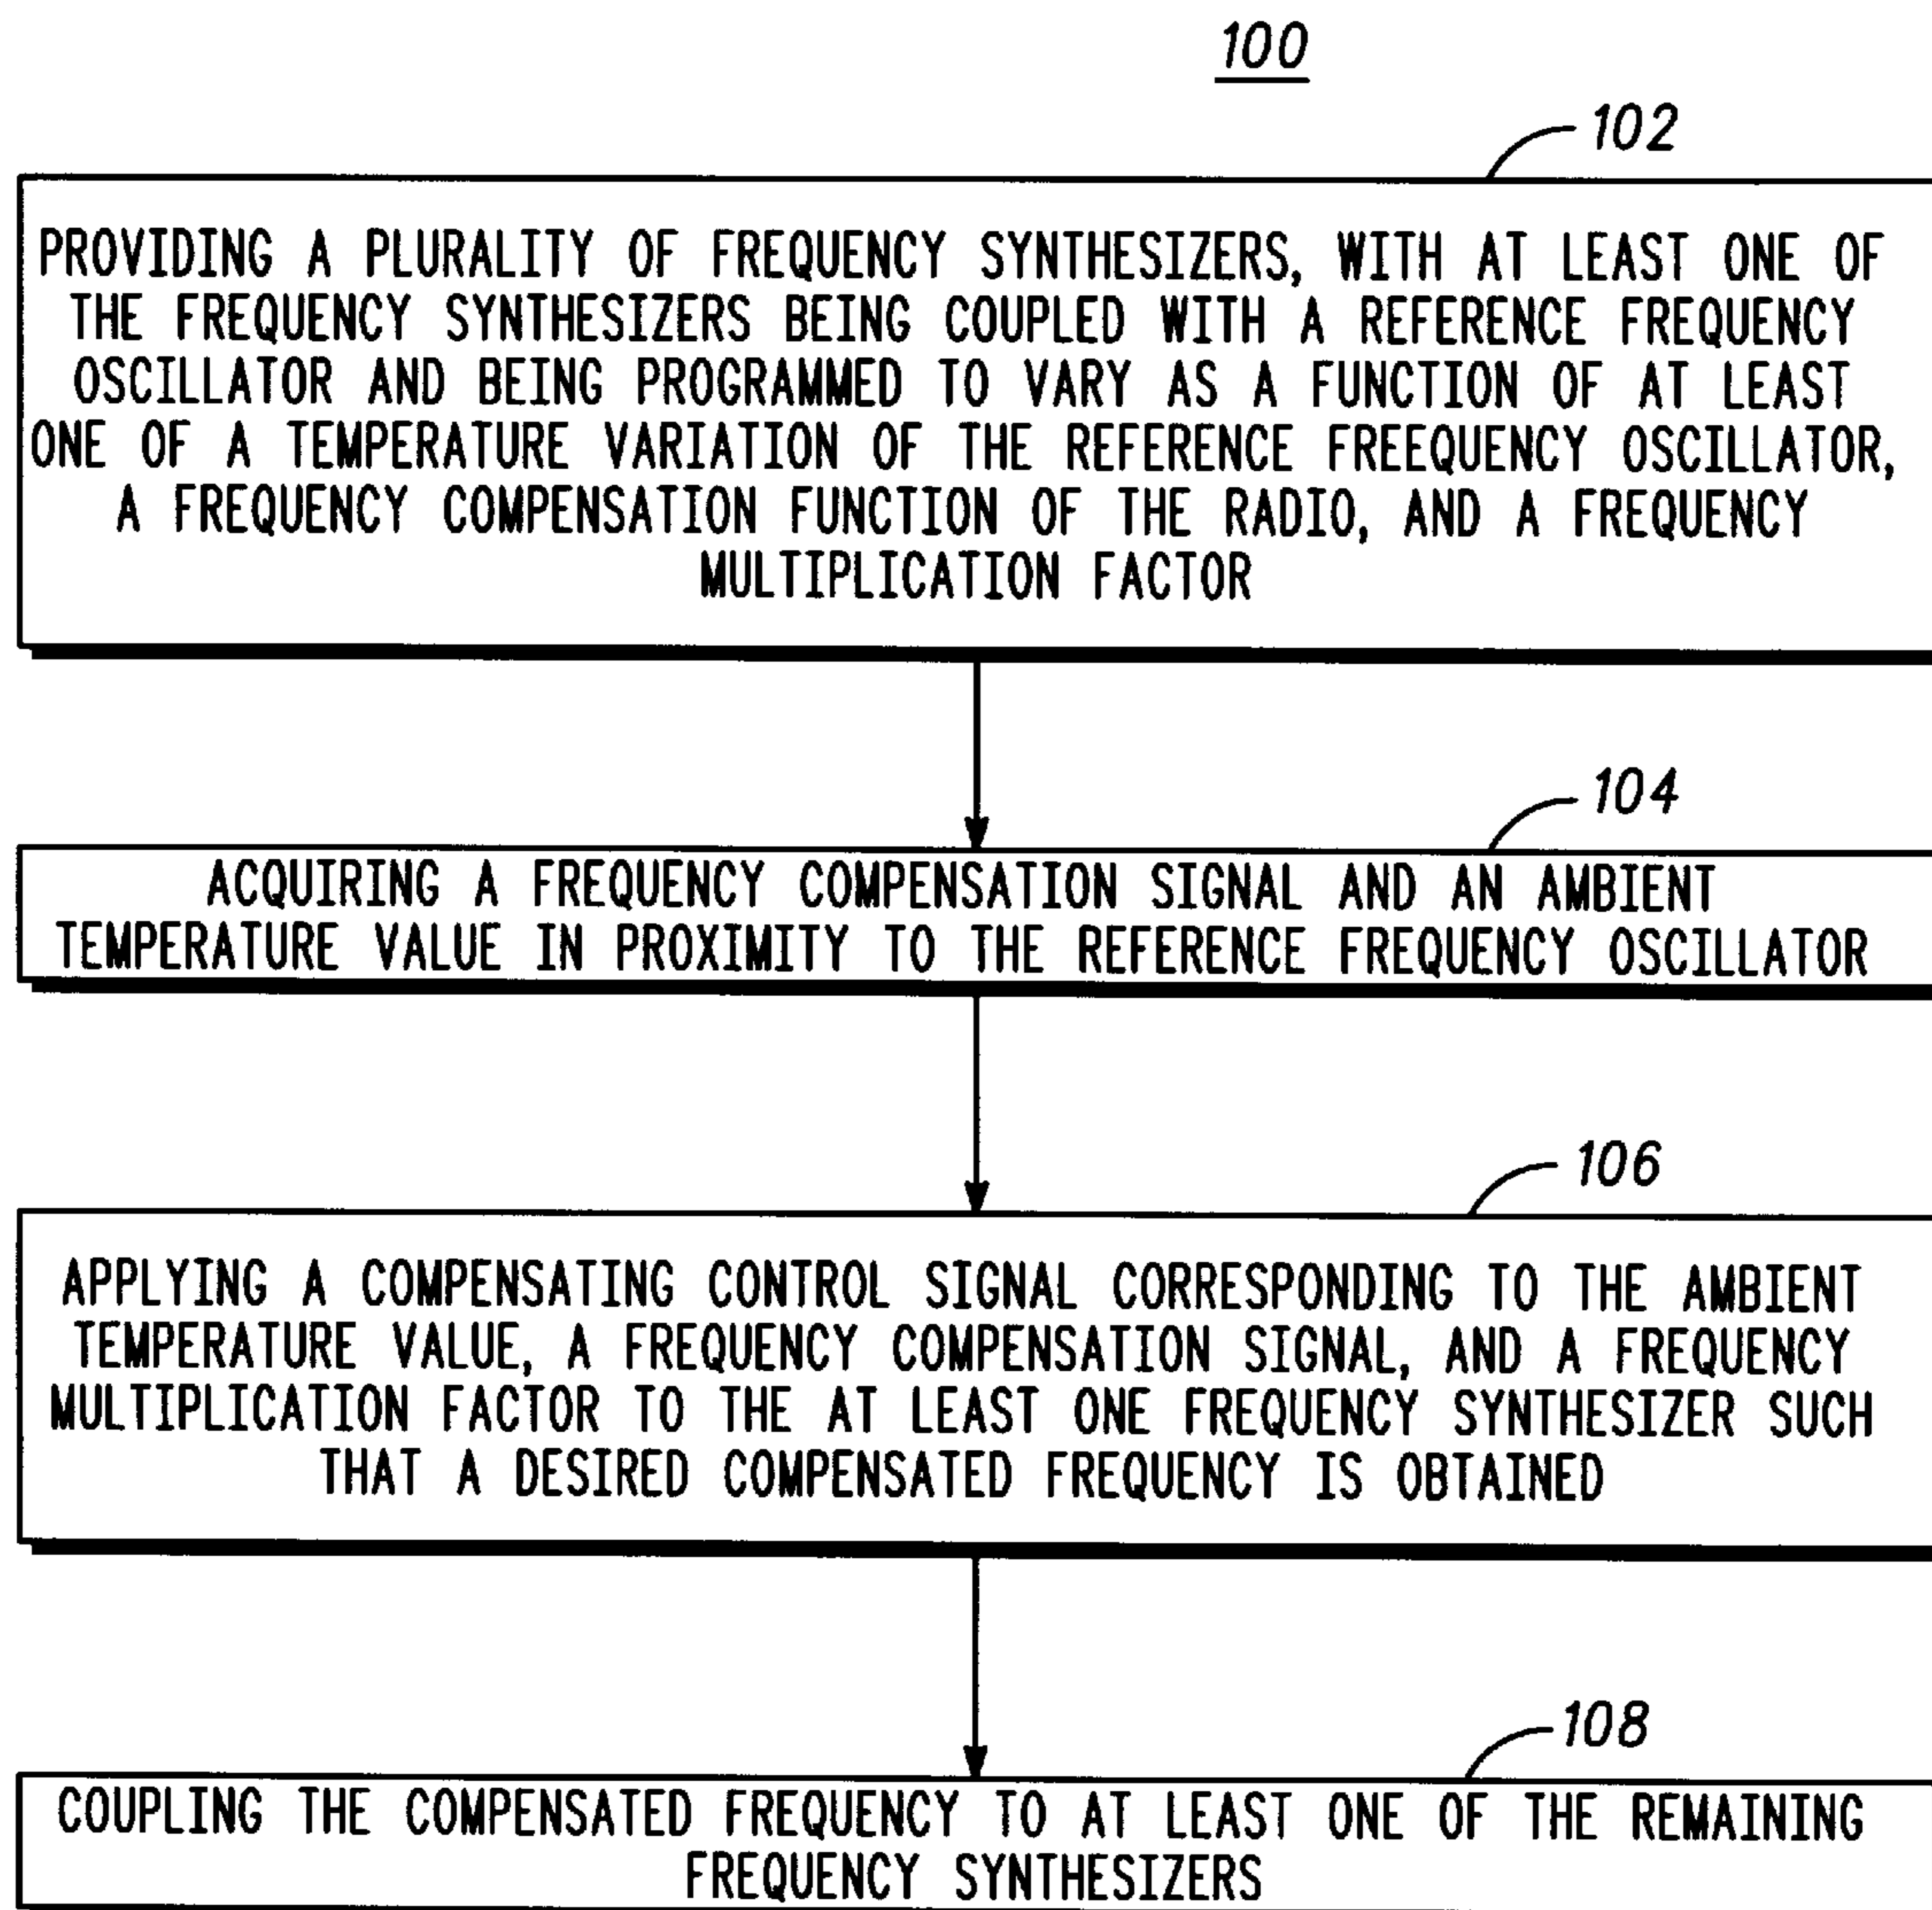 100
102
PROVIDING A PLURALITY OF FREQUENCY SYNTHESIZERS, WITH AT LEAST ONE OF
THE FREQUENCY SYNTHESIZERS BEING COUPLED WITH A REFERENCE FREQUENCY
OSCILLATOR AND BEING PROGRAMMED TO VARY AS A FUNCTION OF AT LEAST
ONE OF A TEMPERATURE VARIATION OF THE REFERENCE FREEQUENCY OSCILLATOR,
A FREQUENCY COMPENSATION FUNCTION OF THE RADIO, AND A FREQUENCY
MULTIPLICATION FACTOR
104
ACQUIRING A FREQUENCY COMPENSATION SIGNAL AND AN AMBIENT
TEMPERATURE VALUE IN PROXIMITY TO THE REFERENCE FREQUENCY OSCILLATOR
106
APPLYING A COMPENSATING CONTROL SIGNAL CORRESPONDING TO THE AMBIENT
TEMPERATURE VALUE, A FREQUENCY COMPENSATION SIGNAL, AND A FREQUENCY
MULTIPLICATION FACTOR TO THE AT LEAST ONE FREQUENCY SYNTHESIZER SUCH
THAT A DESIRED COMPENSATED FREQUENCY IS OBTAINED
108
COUPLING THE COMPENSATED FREQUENCY TO AT LEAST ONE OF THE REMAINING
FREQUENCY SYNTHESIZERS